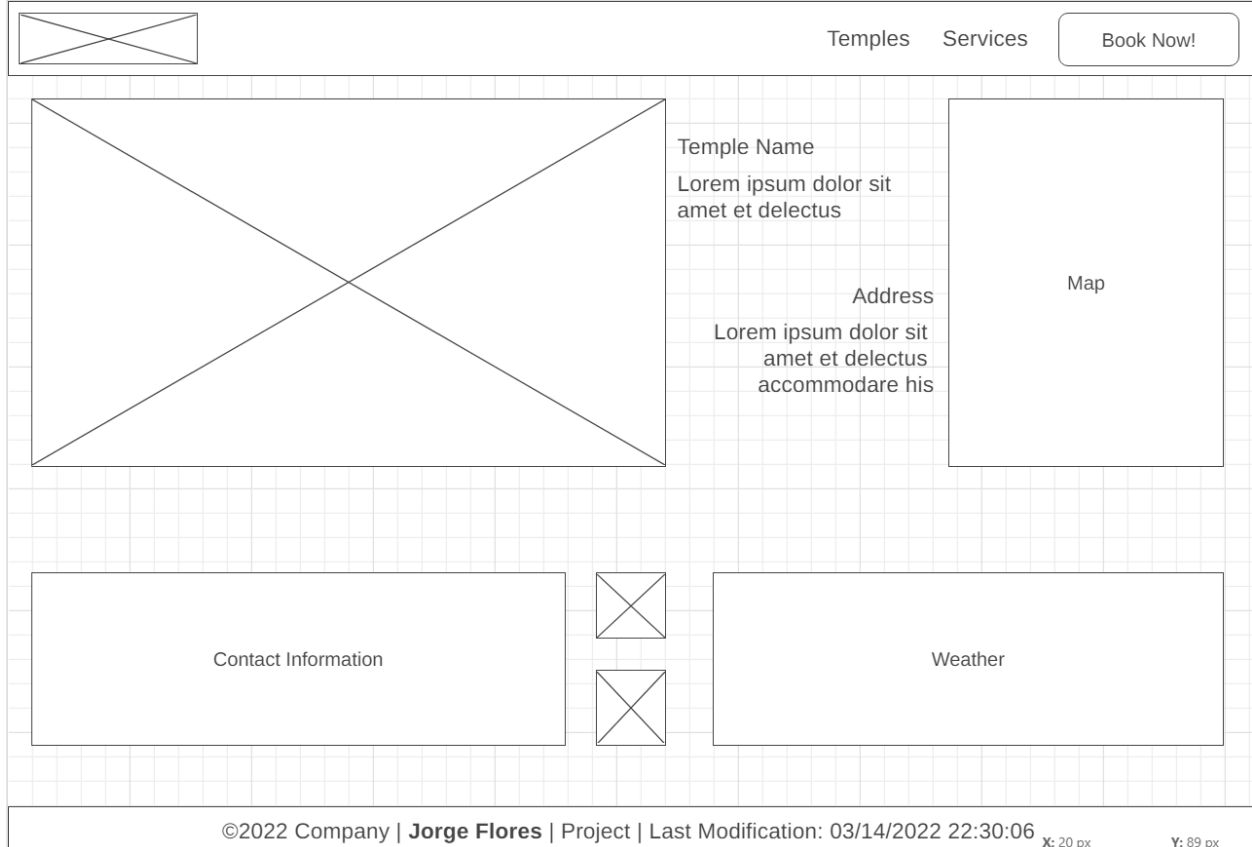 Temples Services Book Now!
Temple Name
Lorem ipsum dolor sit
amet et delectus
Address
Lorem ipsum dolor sit
amet et delectus
accommodare his
Map
Contact Information
Weather
©2022 Company | Jorge Flores | Project | Last Modification: 03/14/2022 22:30:06
X: 20 px Y: 89 px